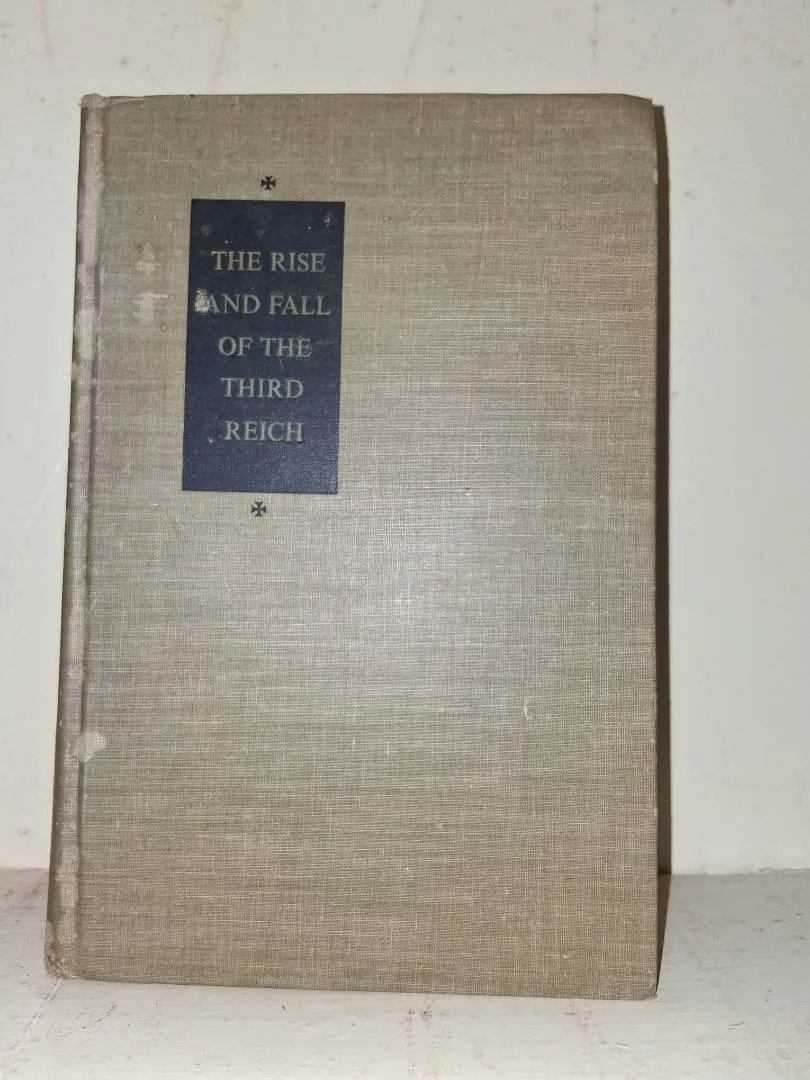 THE RISE
AND FALL
OF THE
THIRD
REICH